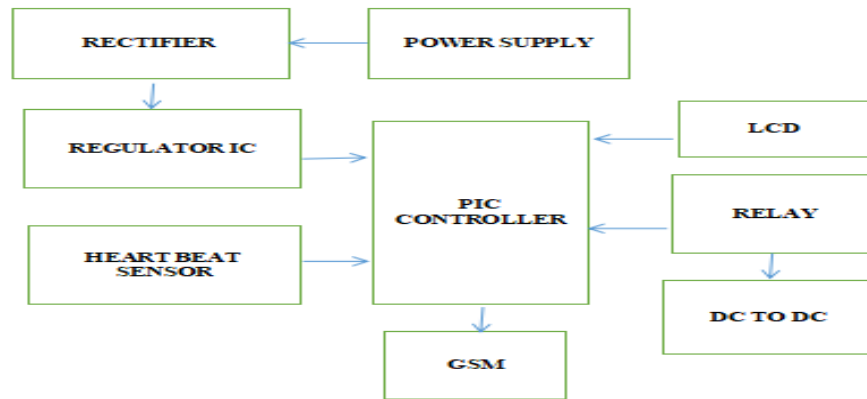 RECTIFIER
POWER SUPPLY
REGULATOR IC
LCD
PIC
CONTROLLER
RELAY
HEART BEAT
SENSOR
DC TO DC
GSM